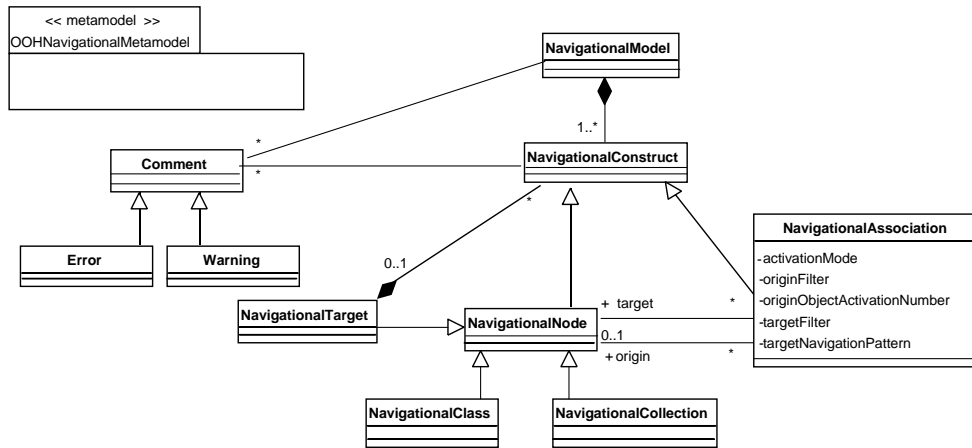 << metamodel >>
OOHNavigationalMetamodel
NavigationalModel
*
1..*
Comment
*
NavigationalConstruct
*
Error
Warning
0..1
NavigationalAssociation
-activationMode
-originFilter
-originObjectActivationNumber
-targetFilter
-targetNavigationPattern
NavigationalTarget
NavigationalNode
+ target
*
0..1
+origin
*
NavigationalClass
NavigationalCollection